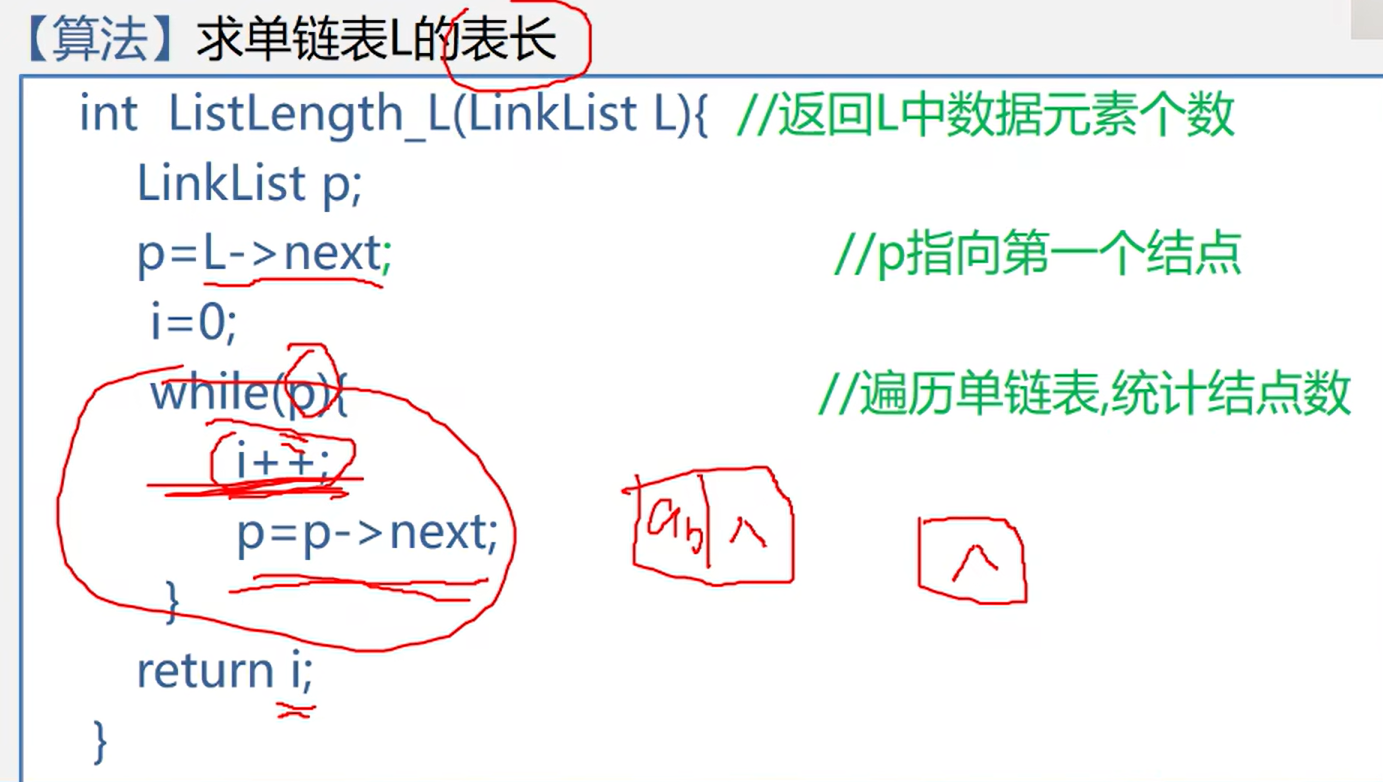 【算法】求单链表L的表长
int ListLength_L(LinkList L){ //返回L中数据元素个数
LinkList p;
p=L->next; //p指向第一个结点
i=0;
while(p){ //遍历单链表,统计结点数
i++;
aₙ ^ ^
p=p->next;
}
return i;
}